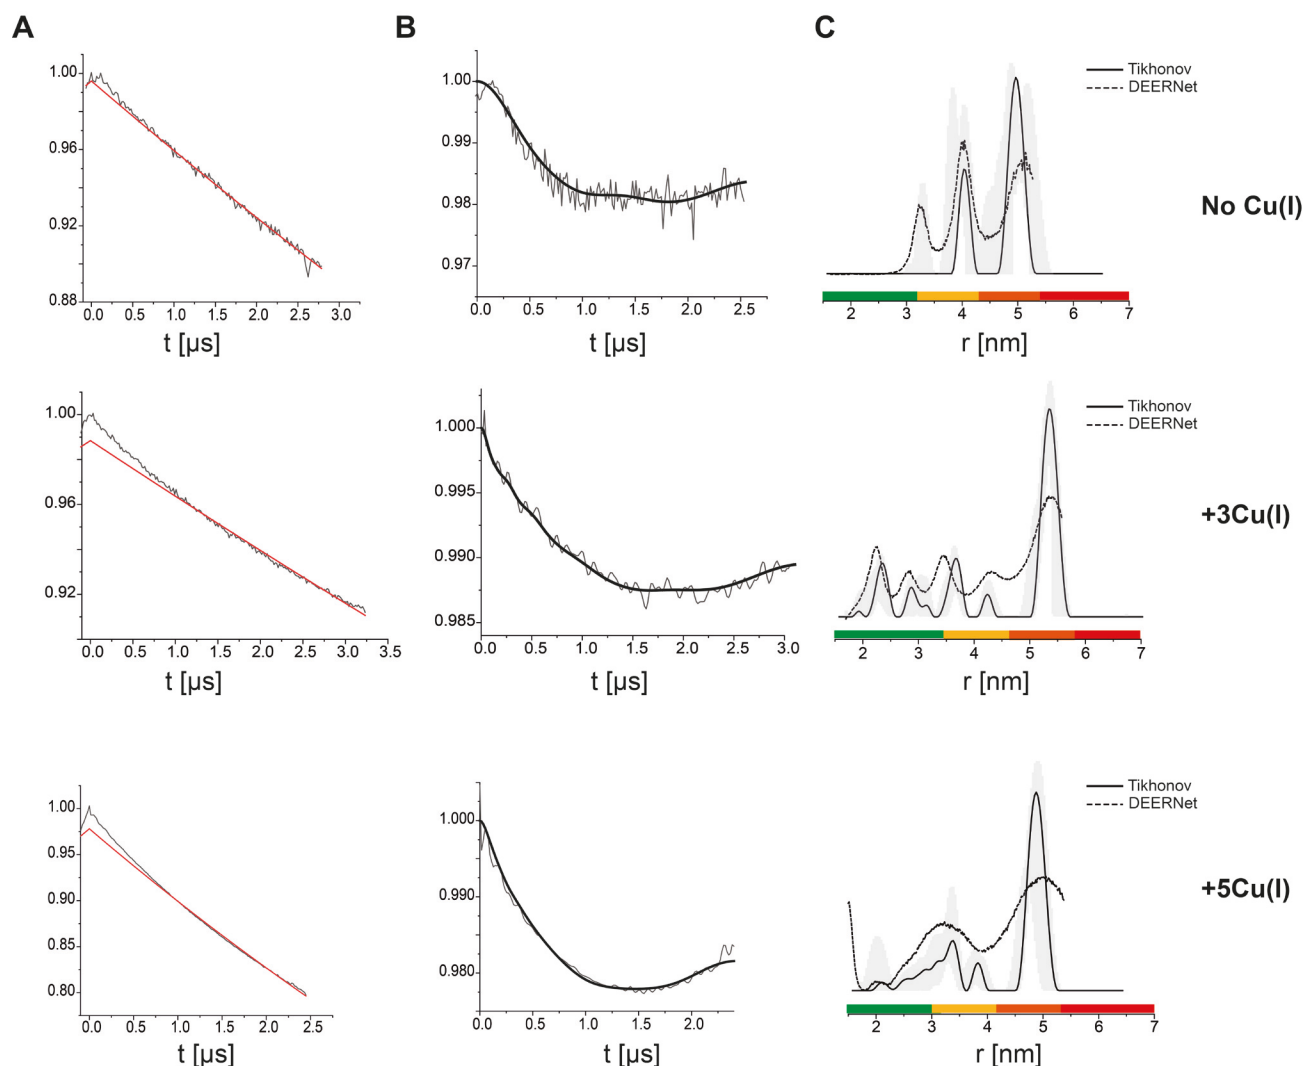 A
B
C
1.00
0.96
0.92
0.88
0.0 0.5 1.0 1.5 2.0 2.5 3.0
t [µs]
1.00
0.99
0.98
0.97
0.0 0.5 1.0 1.5 2.0 2.5
t [µs]
Tikhonov
DEERNet
2 3 4 5 6 7
r [nm]
No Cu(I)
1.00
0.96
0.92
0.0 0.5 1.0 1.5 2.0 2.5 3.0 3.5
t [µs]
1.000
0.995
0.990
0.985
0.0 0.5 1.0 1.5 2.0 2.5 3.0
t [µs]
Tikhonov
DEERNet
2 3 4 5 6 7
r [nm]
+3Cu(I)
1.00
0.95
0.90
0.85
0.80
0.0 0.5 1.0 1.5 2.0 2.5
t [µs]
1.000
0.990
0.980
0.0 0.5 1.0 1.5 2.0
t [µs]
Tikhonov
DEERNet
2 3 4 5 6 7
r [nm]
+5Cu(I)